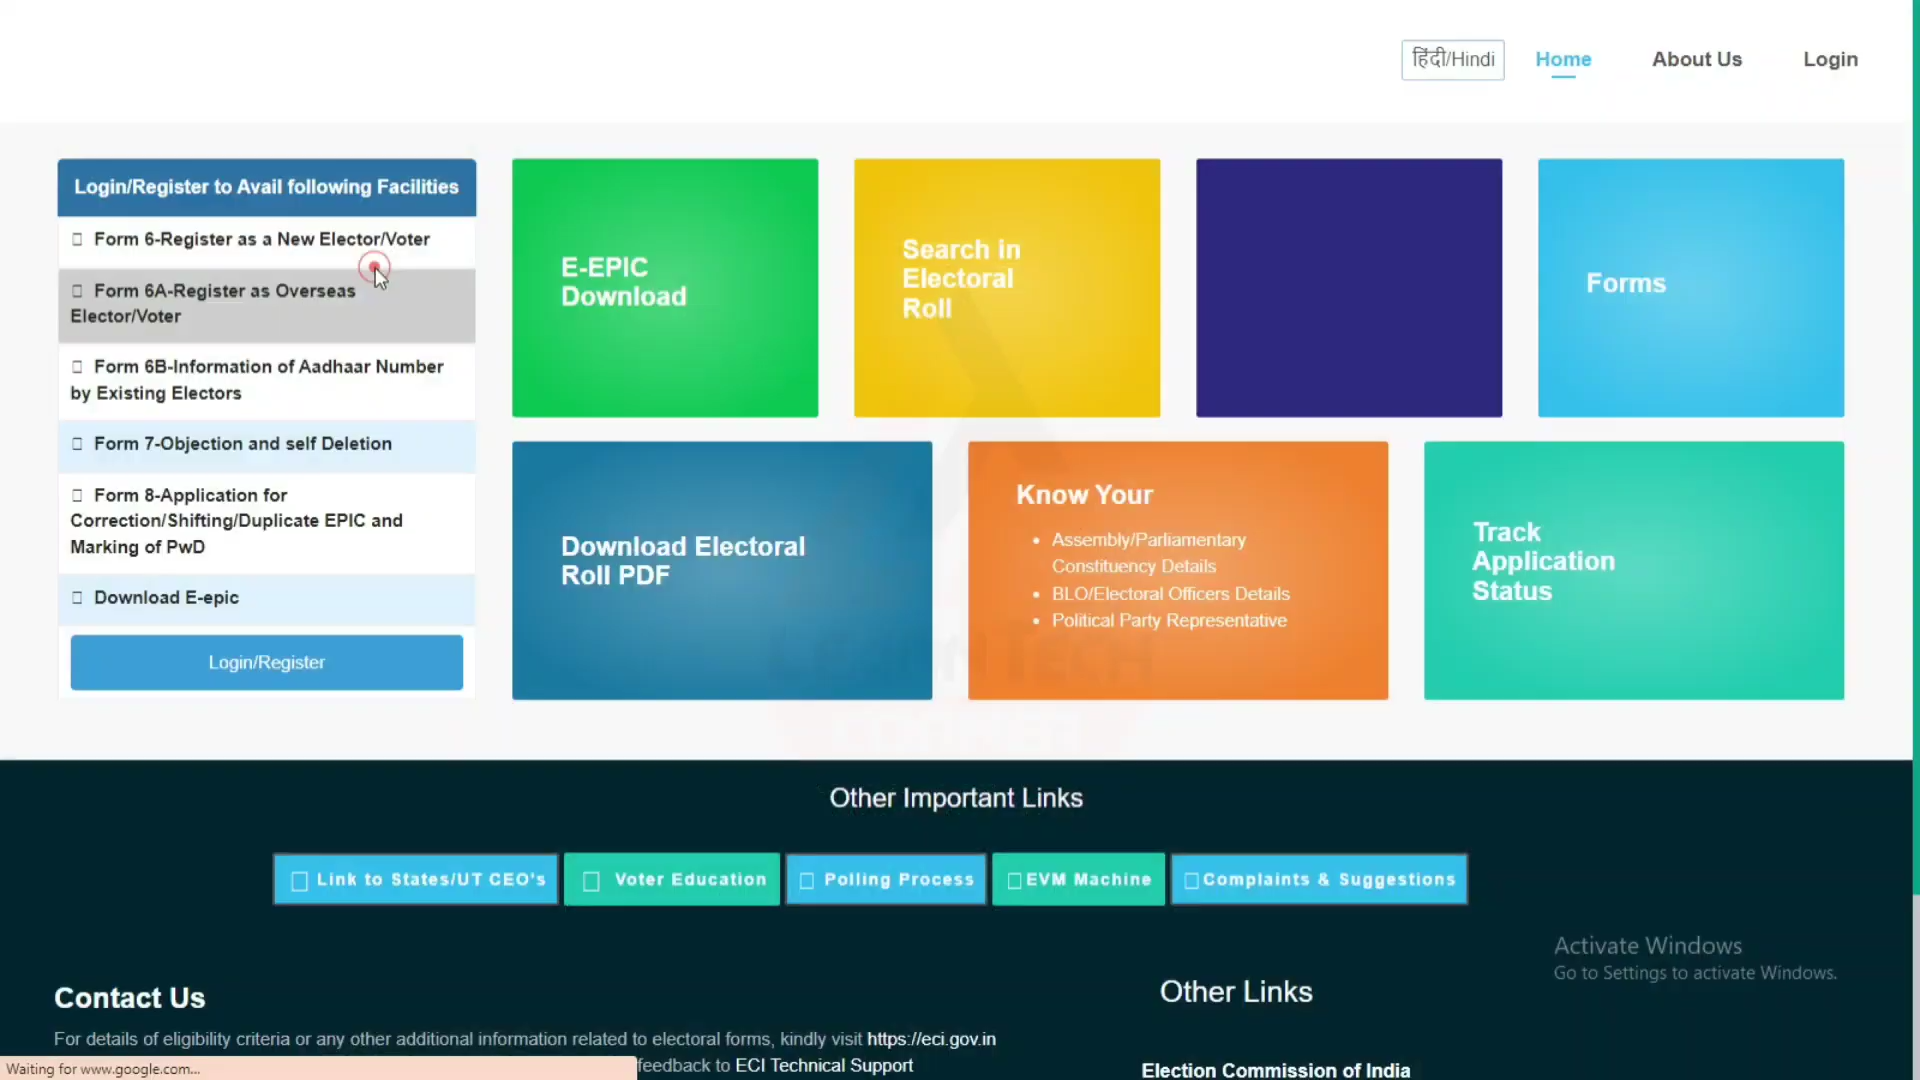 हिंदी/Hindi
Home
About Us
Login
Login/Register to Avail following Facilities
Form 6-Register as a New Elector/Voter
Form 6A-Register as Overseas
Elector/Voter
Form 6B-Information of Aadhaar Number
by Existing Electors
Form 7-Objection and self Deletion
Form 8-Application for
Correction/Shifting/Duplicate EPIC and
Marking of PwD
Download E-epic
Login/Register
E-EPIC
Download
Search in
Electoral
Roll
Forms
Download Electoral
Roll PDF
Know Your
Assembly/Parliamentary
Constituency Details
BLO/Electoral Officers Details
Political Party Representative
Track
Application
Status
Other Important Links
Link to States/UT CEO's
Voter Education
Polling Process
EVM Machine
Complaints & Suggestions
Activate Windows
Go to Settings to activate Windows.
Contact Us
For details of eligibility criteria or any other additional information related to electoral forms, kindly visit https://eci.gov.in
feedback to ECI Technical Support
Other Links
Election Commission of India
Waiting for www.google.com...